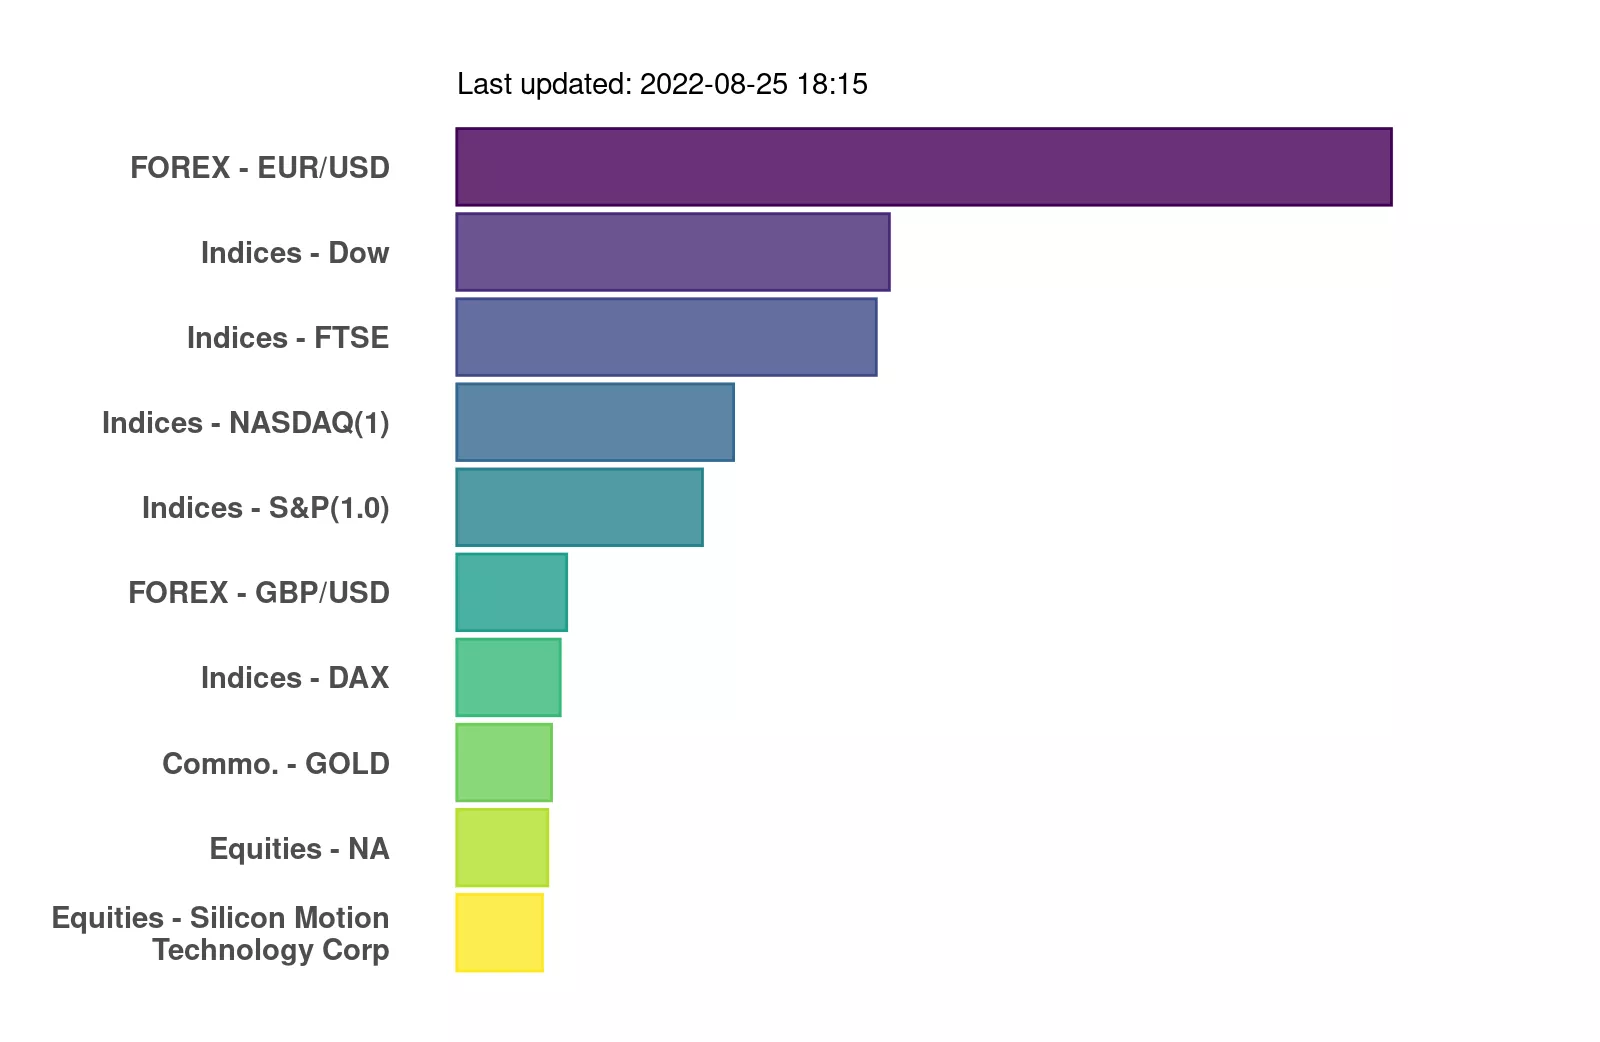 Last updated: 2022-08-25 18:15
FOREX - EUR/USD
Indices - Dow
Indices - FTSE
Indices - NASDAQ(1)
Indices - S&P(1.0)
FOREX - GBP/USD
Indices - DAX
Commo. - GOLD
Equities - NA
Equities - Silicon Motion
Technology Corp